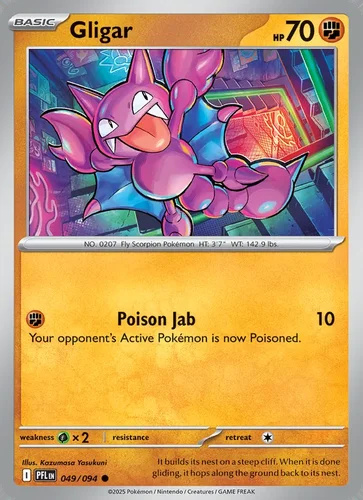 BASIC
Gligar
HP 70
NO. 0207 Fly Scorpion Pokémon HT: 3'7" WT: 142.9 lbs.
Poison Jab 10
Your opponent's Active Pokémon is now Poisoned.
weakness ×2 resistance retreat
Illus. Kazumasa Yasukuni
I PFL EN 049/094
It builds its nest on a steep cliff. When it is done
gliding, it hops along the ground back to its nest.
©2025 Pokémon / Nintendo / Creatures / GAME FREAK